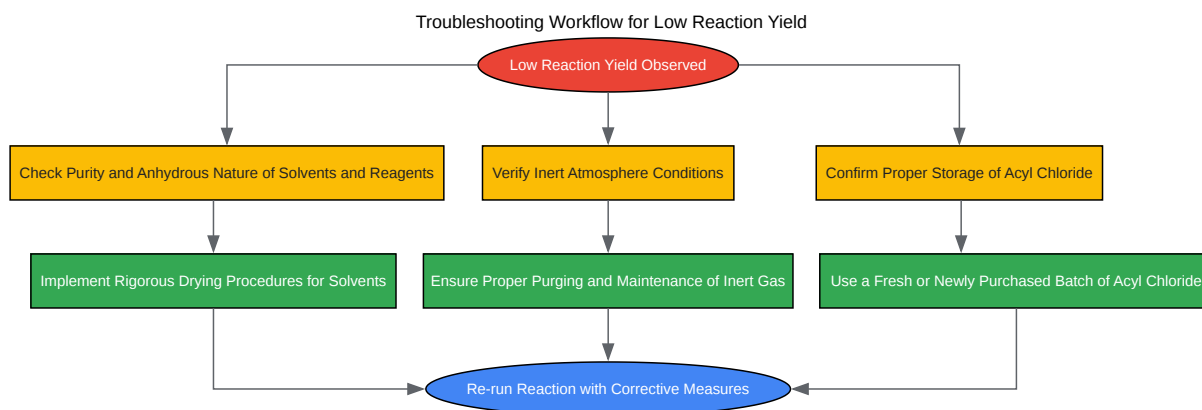 Troubleshooting Workflow for Low Reaction Yield
Low Reaction Yield Observed
Check Purity and Anhydrous Nature of Solvents and Reagents
Verify Inert Atmosphere Conditions
Confirm Proper Storage of Acyl Chloride
Implement Rigorous Drying Procedures for Solvents
Ensure Proper Purging and Maintenance of Inert Gas
Use a Fresh or Newly Purchased Batch of Acyl Chloride
Re-run Reaction with Corrective Measures